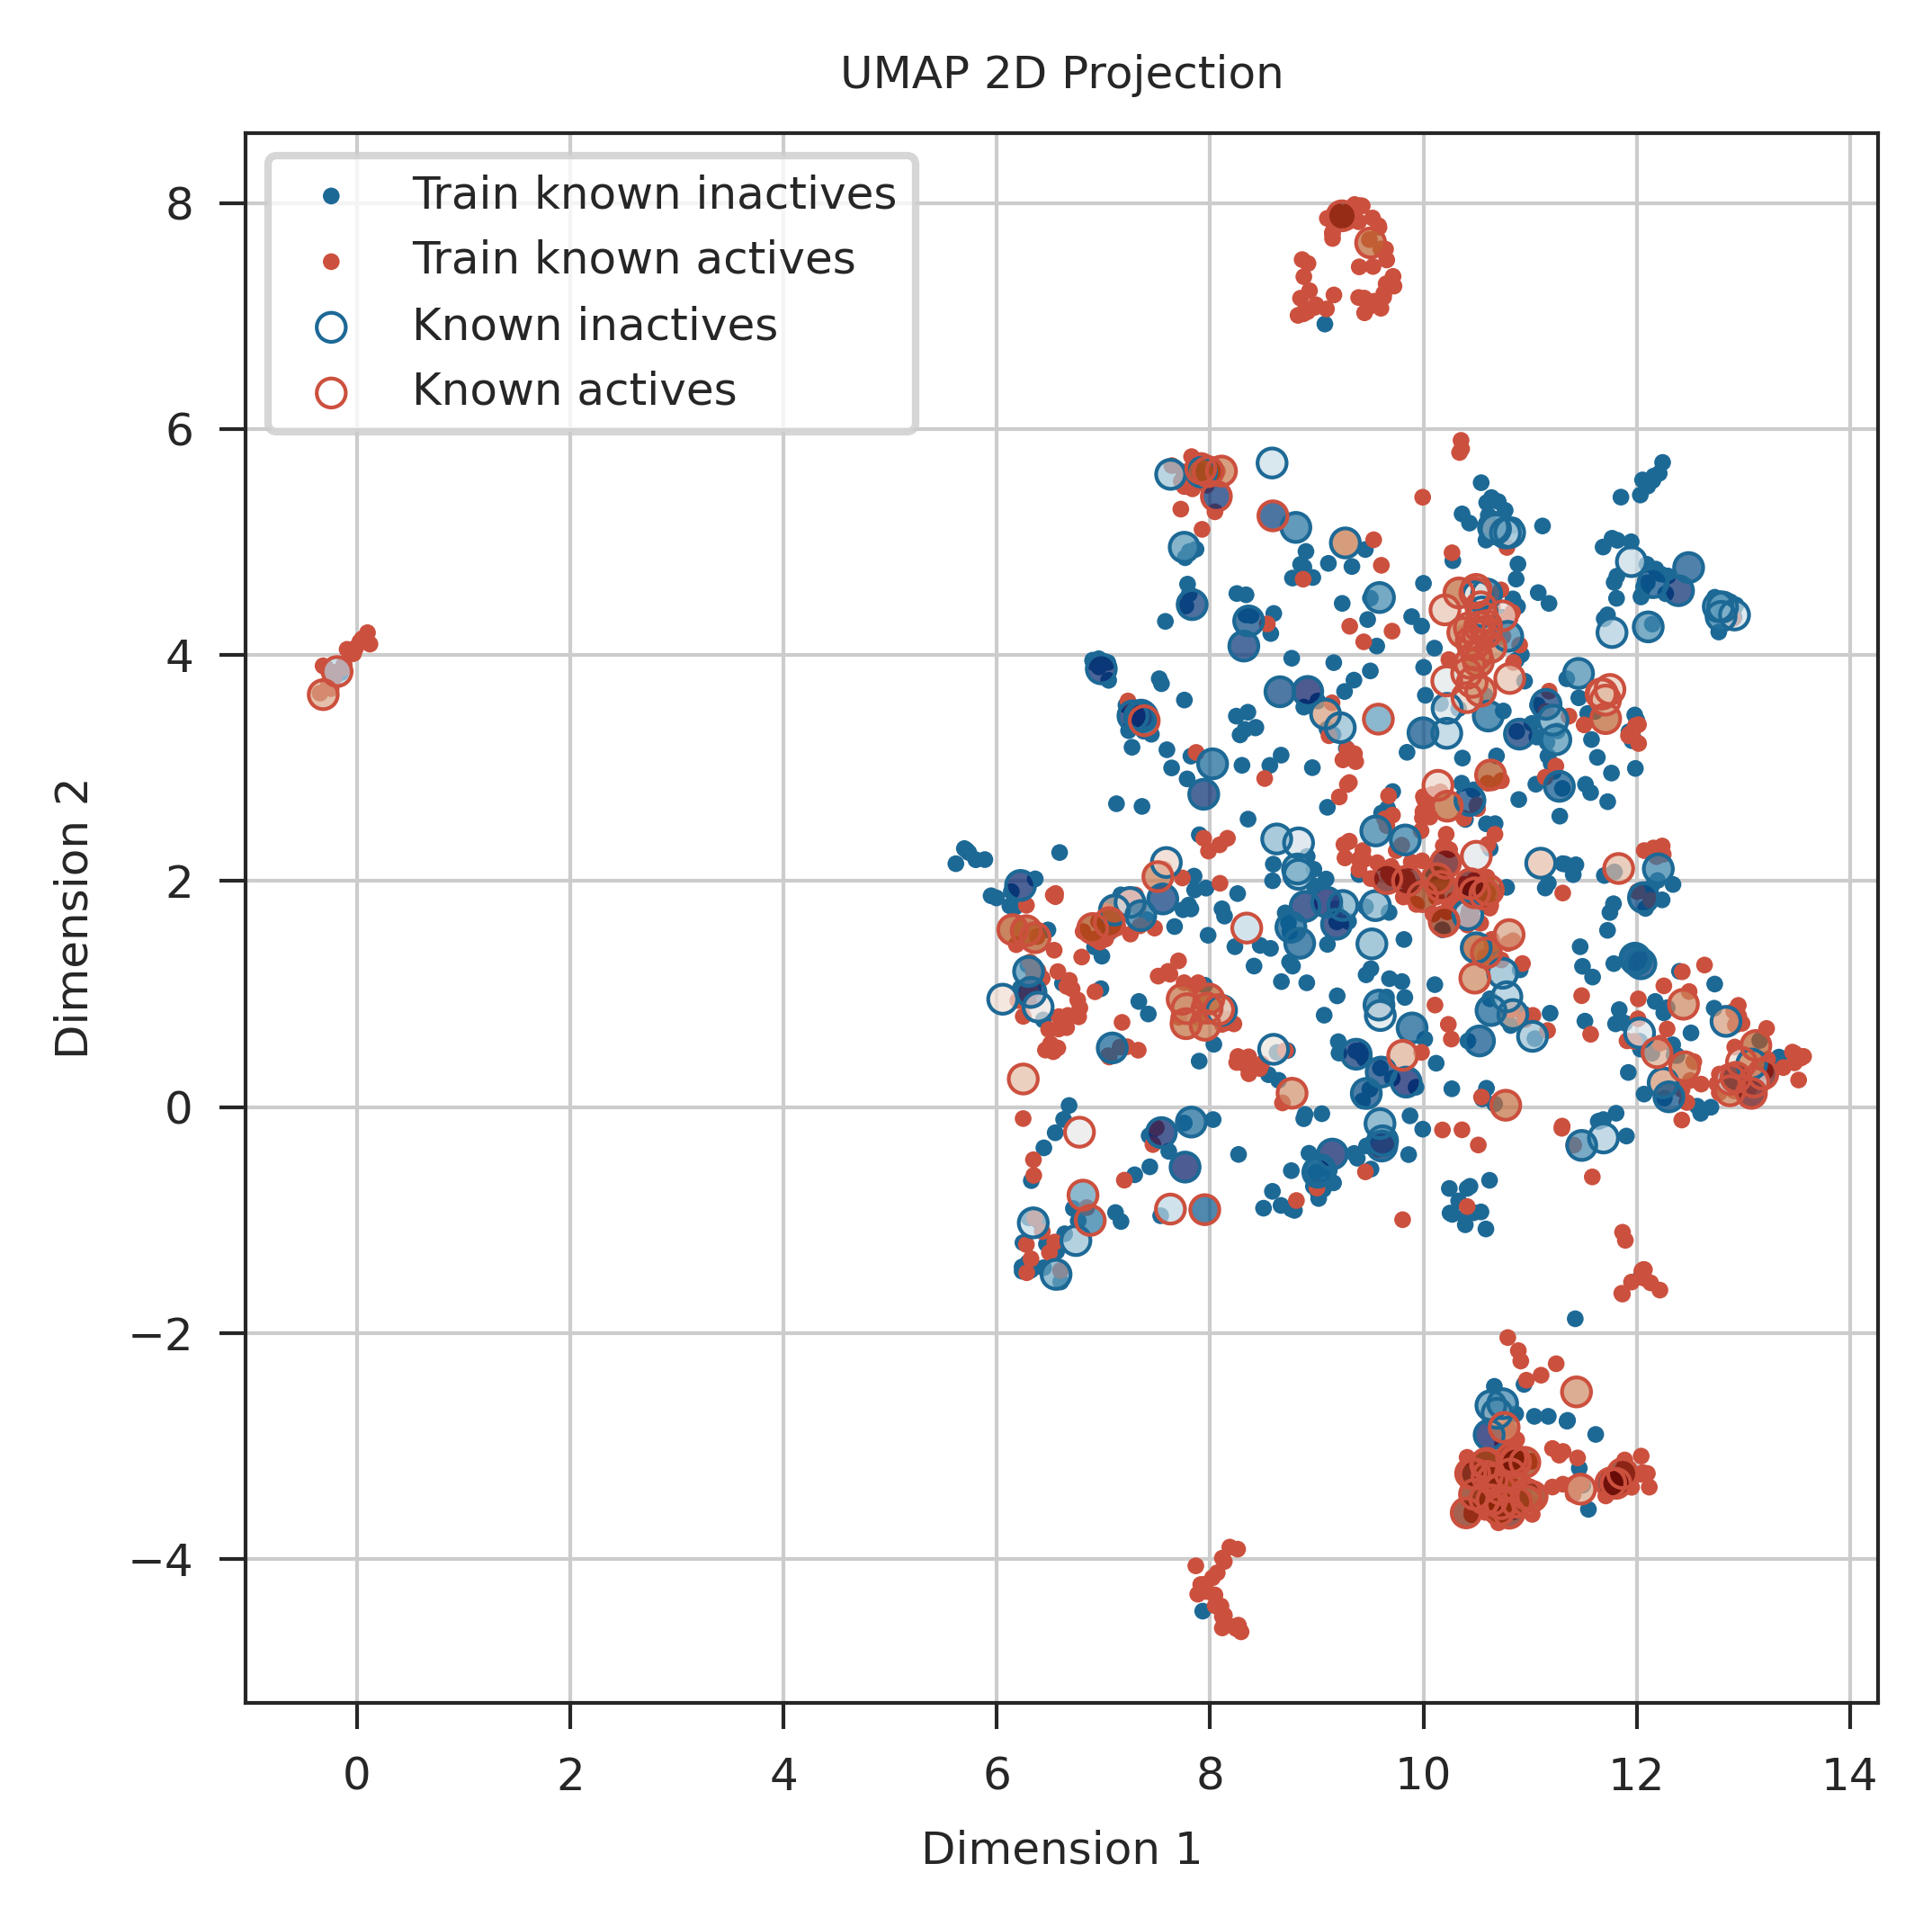 UMAP 2D Projection
Train known inactives
Train known actives
Known inactives
Known actives
8
6
4
2
0
−2
−4
Dimension 2
0 2 4 6 8 10 12 14
Dimension 1